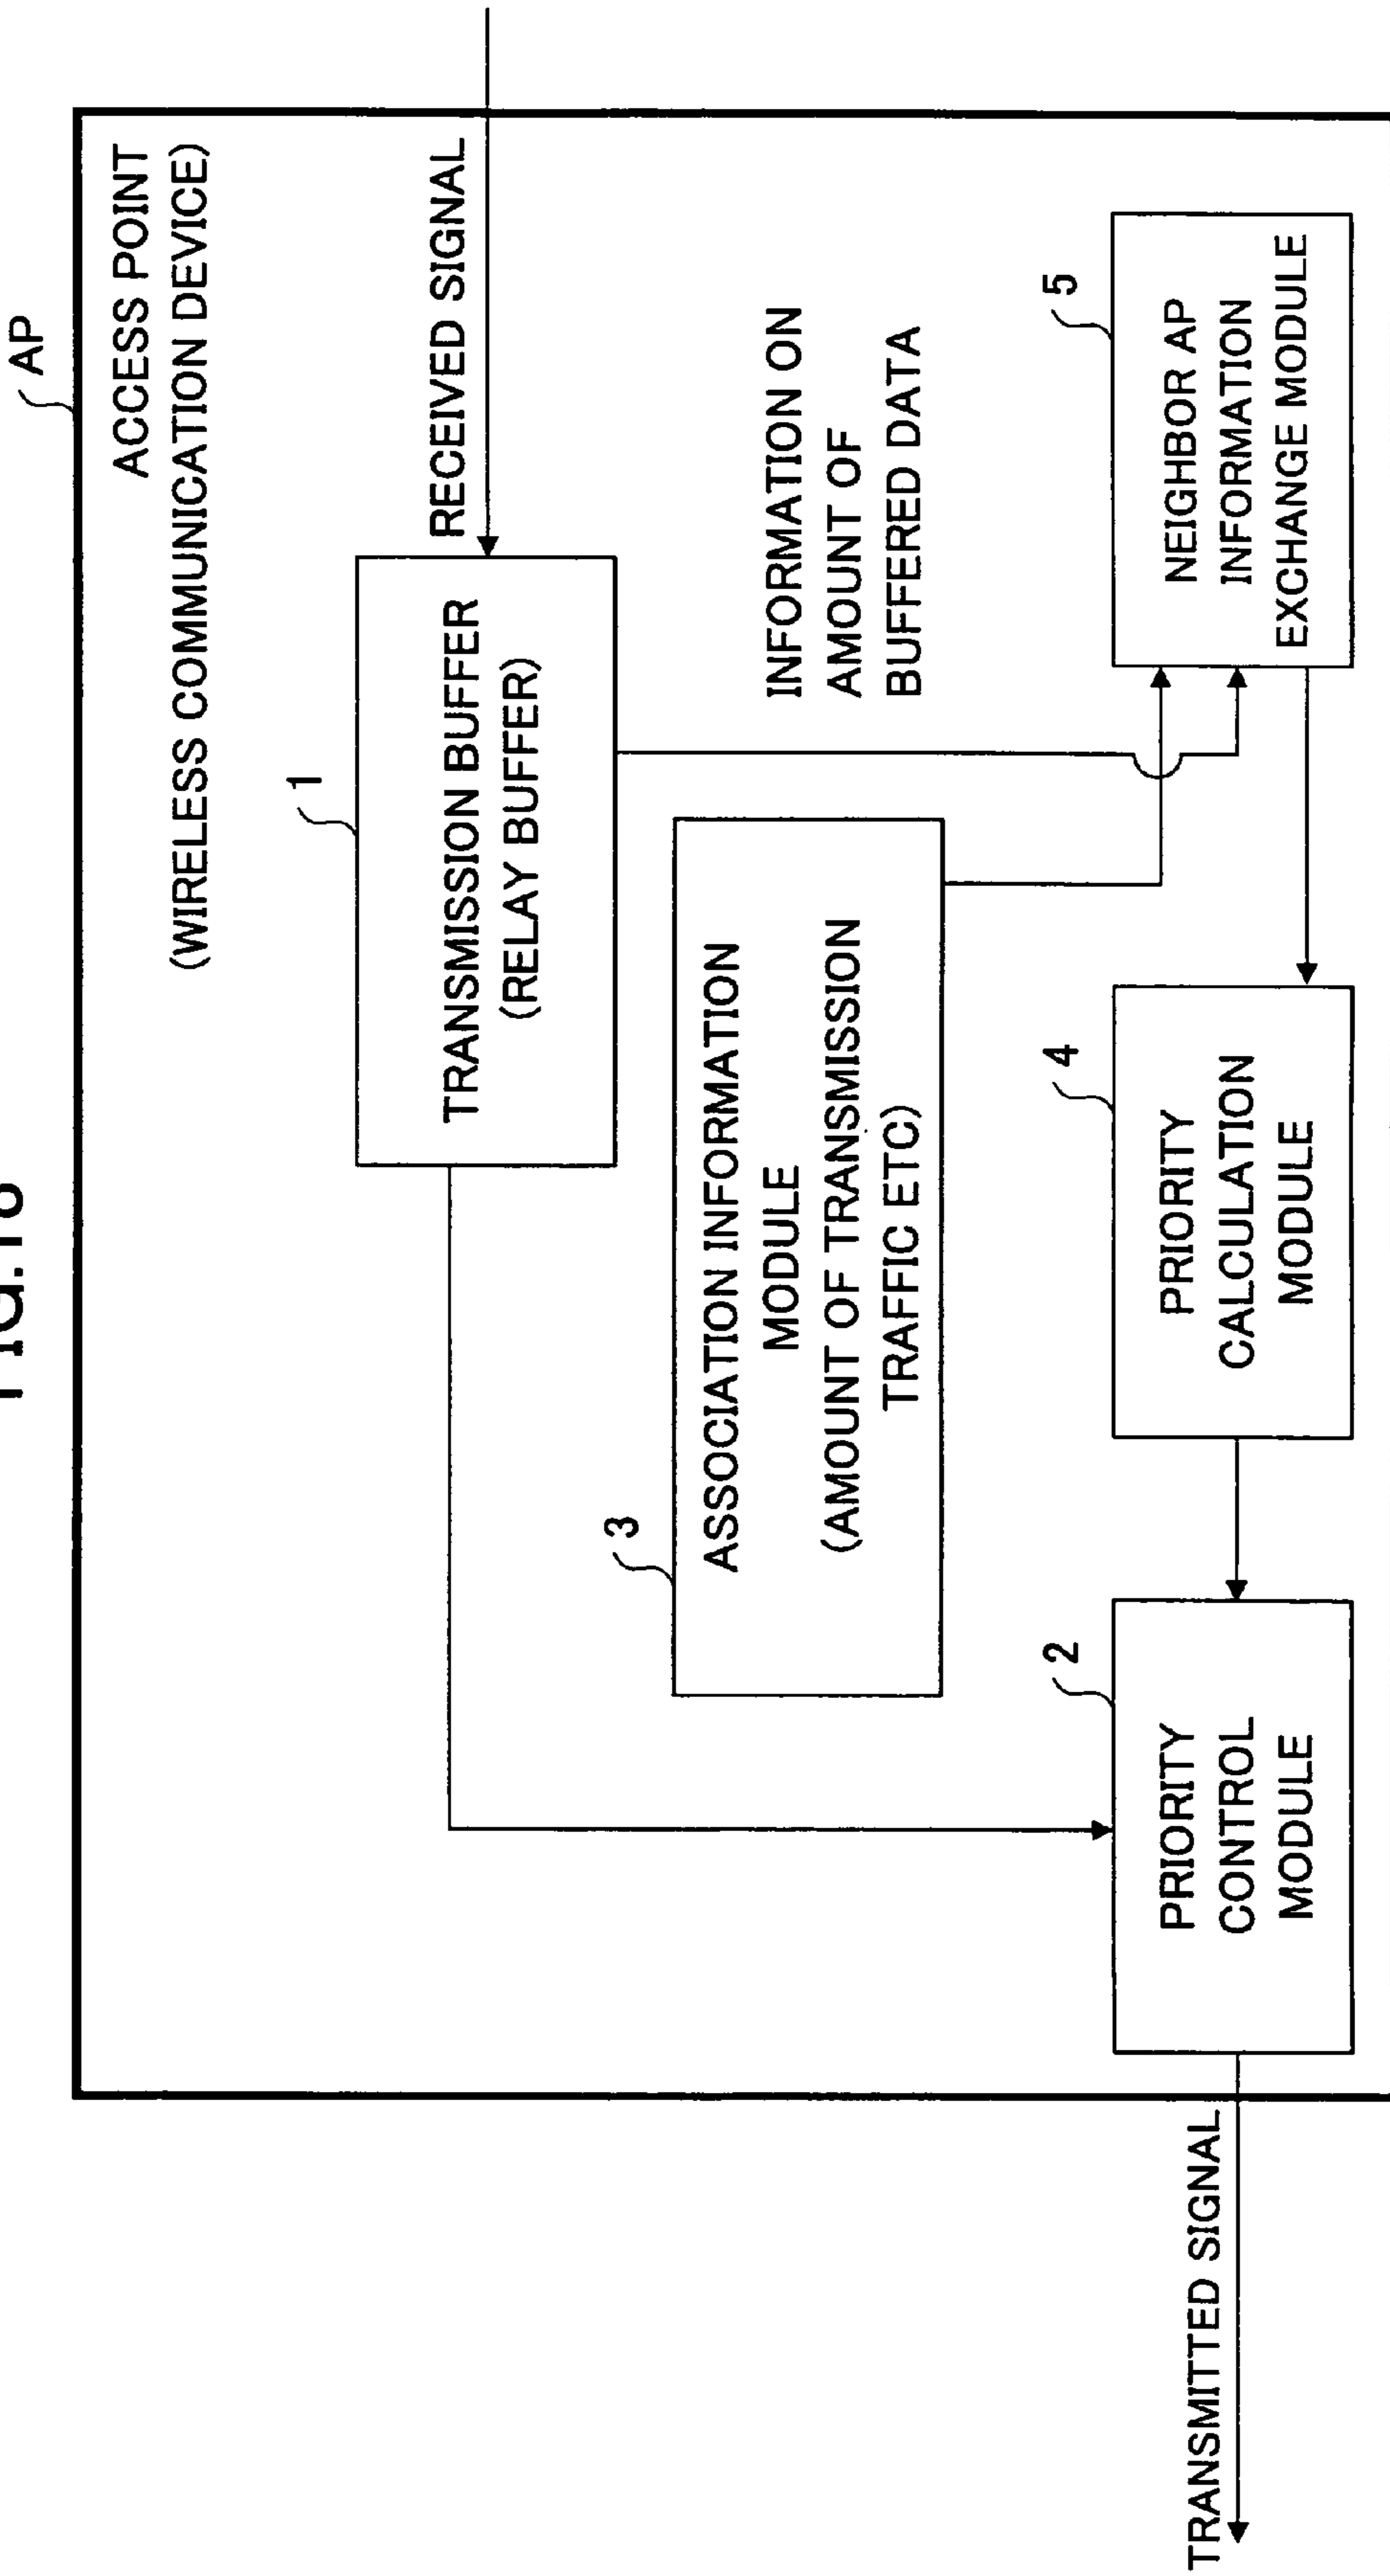 AP
ACCESS POINT
(WIRELESS COMMUNICATION DEVICE)
RECEIVED SIGNAL
1
TRANSMISSION BUFFER
(RELAY BUFFER)
3
ASSOCIATION INFORMATION
MODULE
(AMOUNT OF TRANSMISSION
TRAFFIC ETC)
INFORMATION ON
AMOUNT OF
BUFFERED DATA
TRANSMITTED SIGNAL
2
PRIORITY
CONTROL
MODULE
4
PRIORITY
CALCULATION
MODULE
5
NEIGHBOR AP
INFORMATION
EXCHANGE MODULE